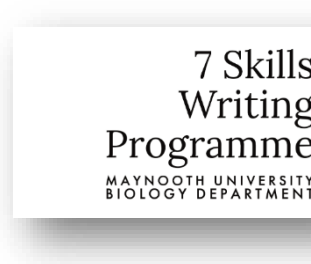 7 Skills
Writing
Programme
MAYNOOTH UNIVERSITY
BIOLOGY DEPARTMENT